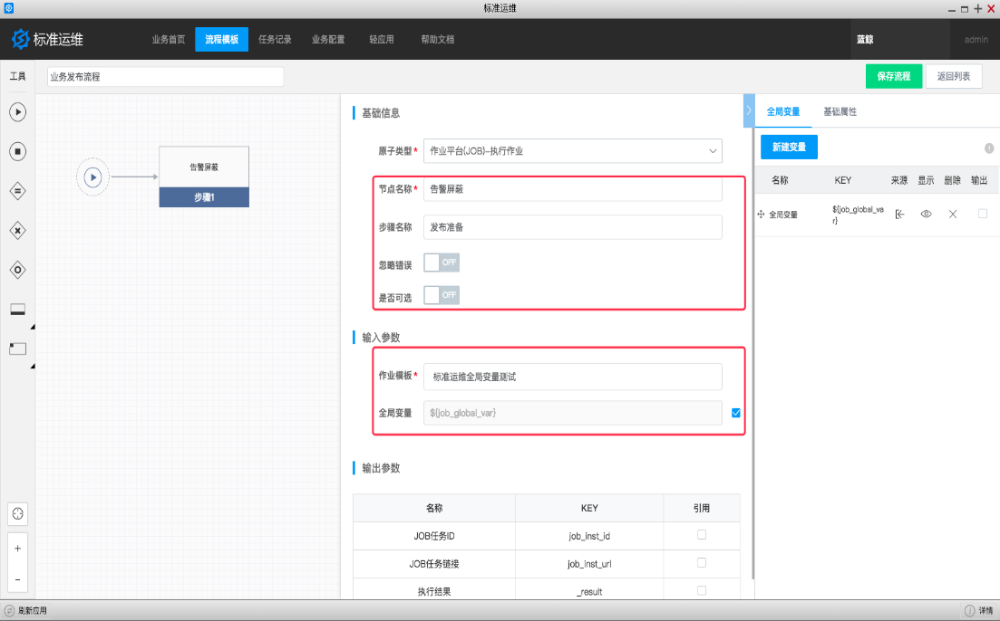 标准运维
标准运维
业务首页
流程模板
任务记录
业务配置
轻应用
帮助文档
蓝鲸
admin
工具
业务发布流程
保存流程
返回列表
告警屏蔽
步骤1
基础信息
原子类型*
作业平台(JOB)-执行作业
节点名称*
告警屏蔽
步骤名称
发布准备
忽略错误
OFF
是否可选
OFF
输入参数
作业模板*
标准运维全局变量测试
全局变量
${job_global_var}
输出参数
名称 KEY 引用
JOB任务ID job_inst_id
JOB任务链接 job_inst_url
执行结果 _result
全局变量
基础属性
新建变量
名称 KEY 来源 显示 删除 输出
全局变量
${job_global_va
r}
刷新应用
详情